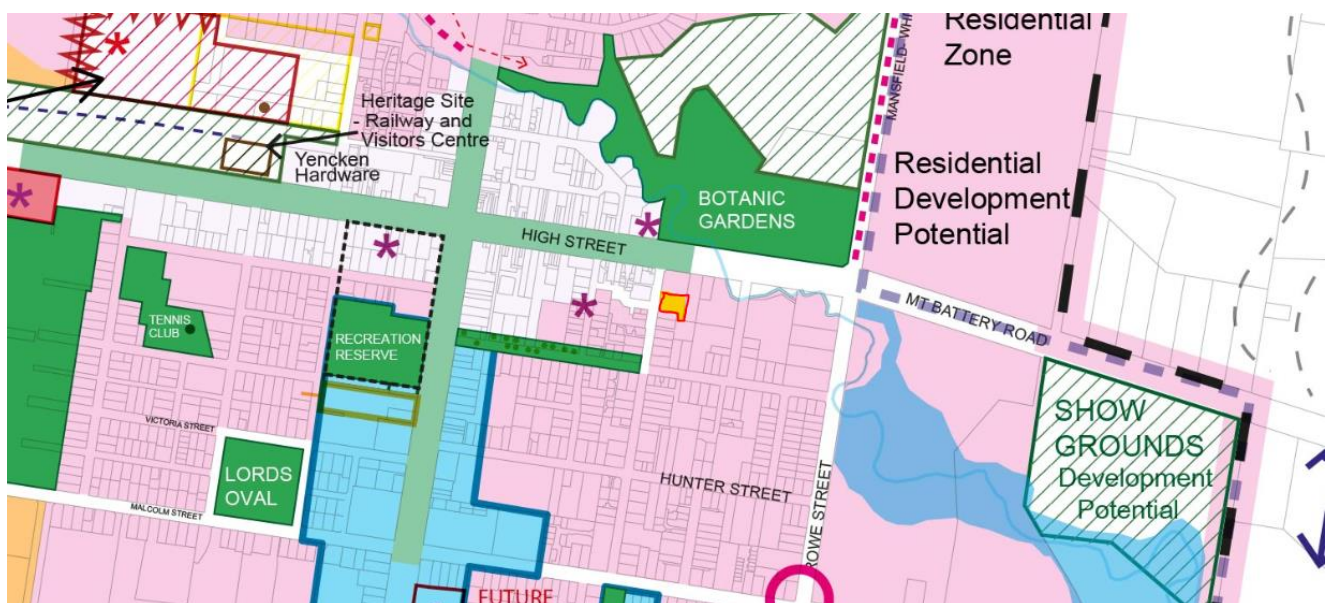 Residential
Zone
MANSFIELD-WHI
Heritage Site
- Railway and
Visitors Centre
Yencken
Hardware
Residential
Development
Potential
BOTANIC
GARDENS
HIGH STREET
MT BATTERY ROAD
TENNIS
CLUB
RECREATION
RESERVE
VICTORIA STREET
LORDS
OVAL
MALCOLM STREET
HUNTER STREET
ROWE STREET
SHOW
GROUNDS
Development
Potential
FUTURE